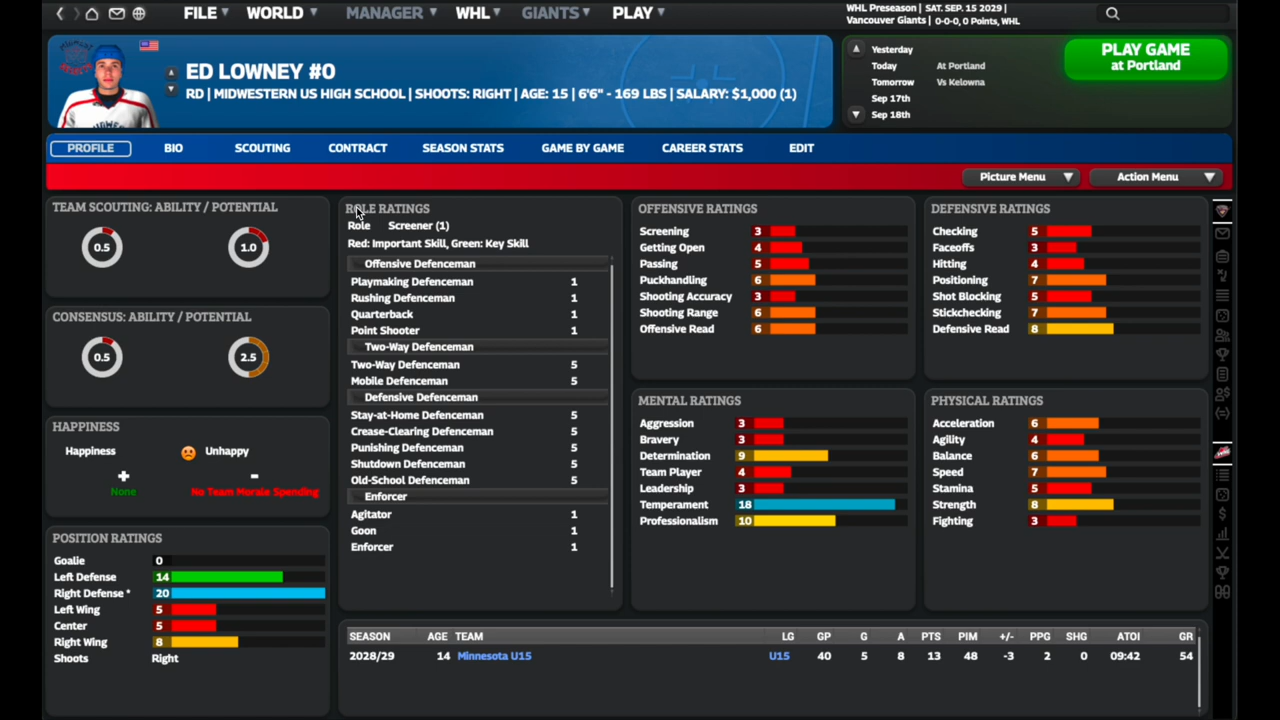 FILE WORLD MANAGER WHL GIANTS PLAY
WHL Preseason | SAT. SEP. 15 2029 |
Vancouver Giants | 0-0-0, 0 Points, WHL
ED LOWNEY #0
RD | MIDWESTERN US HIGH SCHOOL | SHOOTS: RIGHT | AGE: 15 | 6'6" - 169 LBS | SALARY: $1,000 (1)
Yesterday
Today At Portland
Tomorrow Vs Kelowna
Sep 17th
Sep 18th
PLAY GAME
at Portland
PROFILE BIO SCOUTING CONTRACT SEASON STATS GAME BY GAME CAREER STATS EDIT
Picture Menu Action Menu
TEAM SCOUTING: ABILITY / POTENTIAL
0.5 1.0
CONSENSUS: ABILITY / POTENTIAL
0.5 2.5
HAPPINESS
Happiness Unhappy
+ -
None No Team Morale Spending
POSITION RATINGS
Goalie 0
Left Defense 14
Right Defense * 20
Left Wing 5
Center 5
Right Wing 8
Shoots Right
ROLE RATINGS
Role Screener (1)
Red: Important Skill, Green: Key Skill
Offensive Defenceman
Playmaking Defenceman 1
Rushing Defenceman 1
Quarterback 1
Point Shooter 1
Two-Way Defenceman
Two-Way Defenceman 5
Mobile Defenceman 5
Defensive Defenceman
Stay-at-Home Defenceman 5
Crease-Clearing Defenceman 5
Punishing Defenceman 5
Shutdown Defenceman 5
Old-School Defenceman 5
Enforcer
Agitator 1
Goon 1
Enforcer 1
OFFENSIVE RATINGS
Screening 3
Getting Open 4
Passing 5
Puckhandling 6
Shooting Accuracy 3
Shooting Range 6
Offensive Read 6
DEFENSIVE RATINGS
Checking 5
Faceoffs 3
Hitting 4
Positioning 7
Shot Blocking 5
Stickchecking 7
Defensive Read 8
MENTAL RATINGS
Aggression 3
Bravery 3
Determination 9
Team Player 4
Leadership 3
Temperament 18
Professionalism 10
PHYSICAL RATINGS
Acceleration 6
Agility 4
Balance 6
Speed 7
Stamina 5
Strength 8
Fighting 3
SEASON AGE TEAM LG GP G A PTS PIM +/- PPG SHG ATOI GR
2028/29 14 Minnesota U15 U15 40 5 8 13 48 -3 2 0 09:42 54